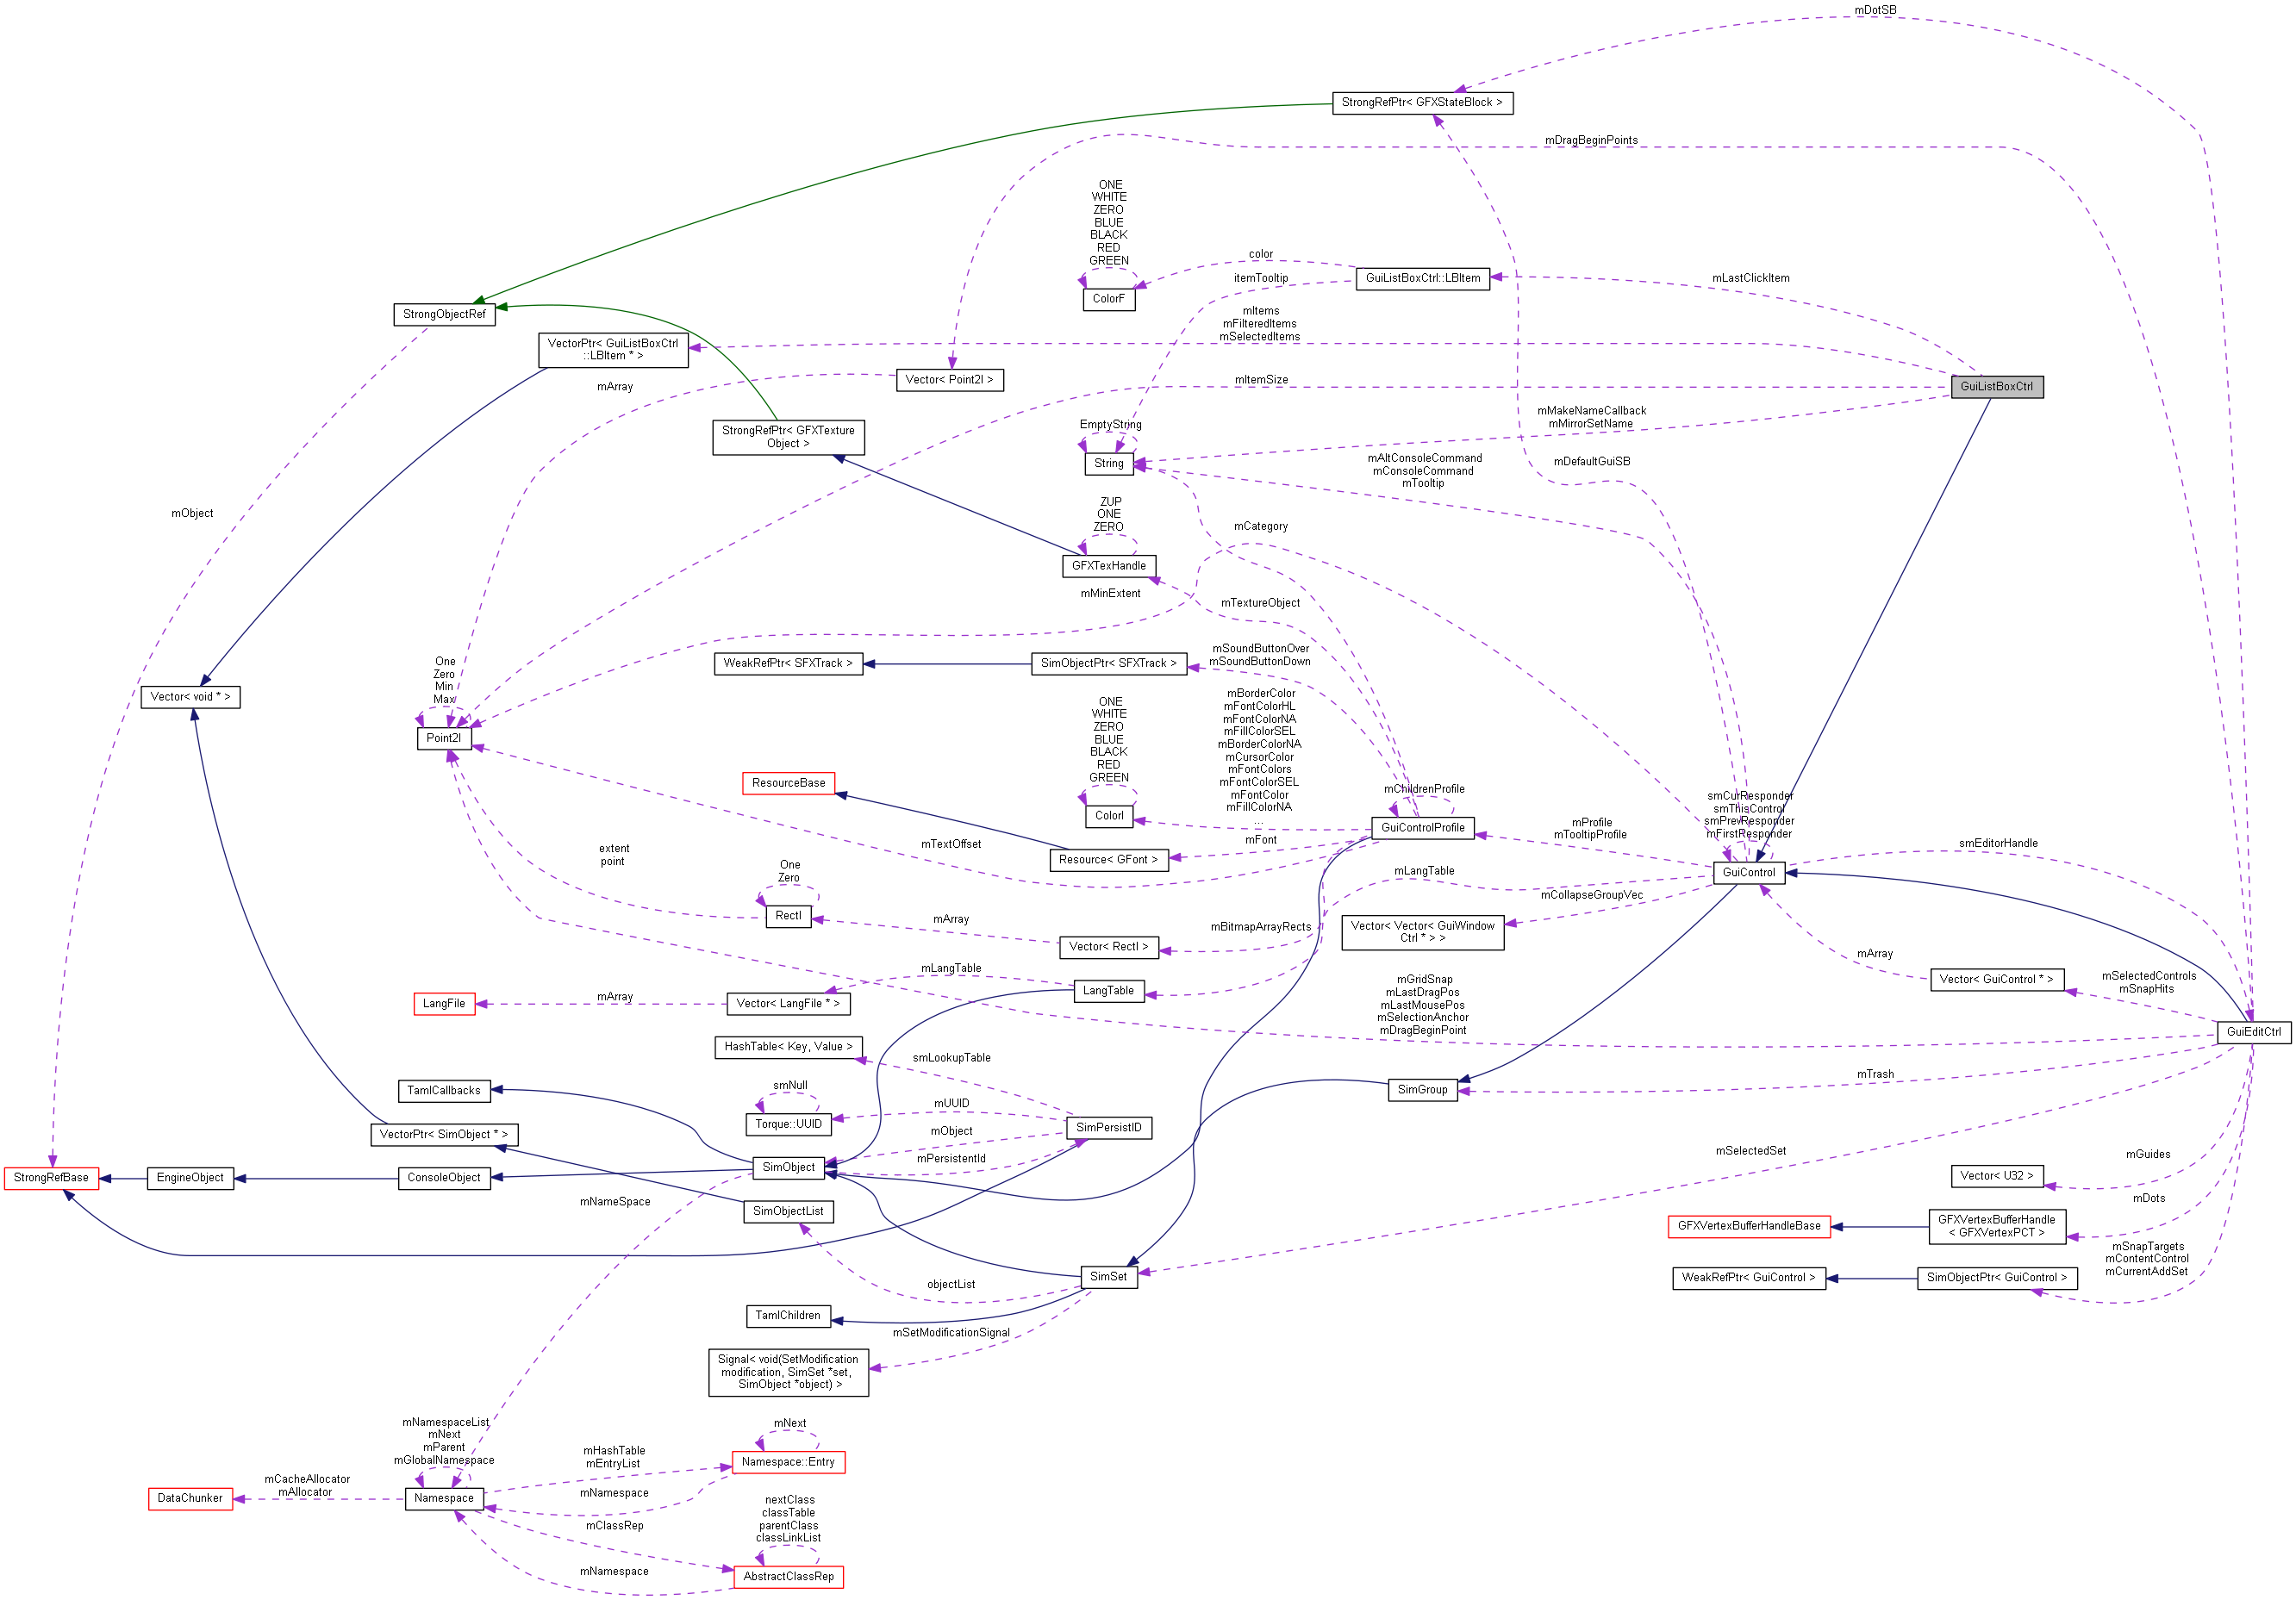 mDotSB
StrongRefPtr< GFXStateBlock >
mDragBeginPoints
ONE
WHITE
ZERO
BLUE
BLACK
RED
GREEN
color
itemTooltip
GuiListBoxCtrl::LBItem
mLastClickItem
ColorF
StrongObjectRef
mItems
mFilteredItems
mSelectedItems
VectorPtr< GuiListBoxCtrl
::LBItem * >
mArray
Vector< Point2I >
mItemSize
GuiListBoxCtrl
mMakeNameCallback
mMirrorSetName
StrongRefPtr< GFXTexture
Object >
EmptyString
String
mAltConsoleCommand
mConsoleCommand
mTooltip
mDefaultGuiSB
mObject
ZUP
ONE
ZERO
mCategory
GFXTexHandle
mMinExtent
mTextureObject
mSoundButtonOver
mSoundButtonDown
WeakRefPtr< SFXTrack >
SimObjectPtr< SFXTrack >
One
Zero
Min
Max
Vector< void * >
Point2I
ONE
WHITE
ZERO
BLUE
BLACK
RED
GREEN
mBorderColor
mFontColorHL
mFontColorNA
mFillColorSEL
mBorderColorNA
mCursorColor
mFontColors
mFontColorSEL
mFontColor
mFillColorNA
...
ResourceBase
ColorI
mChildrenProfile
GuiControlProfile
mProfile
mTooltipProfile
smCurResponder
smThisControl
smPrevResponder
mFirstResponder
smEditorHandle
extent
point
mTextOffset
mFont
Resource< GFont >
GuiControl
One
Zero
RectI
mLangTable
mCollapseGroupVec
mArray
mBitmapArrayRects
Vector< RectI >
Vector< Vector< GuiWindow
Ctrl * > >
mArray
Vector< GuiControl * >
mSelectedControls
mSnapHits
mLangTable
LangTable
mGridSnap
mLastDragPos
mLastMousePos
mSelectionAnchor
mDragBeginPoint
LangFile
mArray
Vector< LangFile * >
GuiEditCtrl
HashTable< Key, Value >
smLookupTable
mTrash
TamlCallbacks
smNull
Torque::UUID
mUUID
SimGroup
VectorPtr< SimObject * >
mObject
SimPersistID
mPersistentId
mSelectedSet
mGuides
StrongRefBase
EngineObject
ConsoleObject
SimObject
Vector< U32 >
mNameSpace
SimObjectList
mDots
GFXVertexBufferHandleBase
GFXVertexBufferHandle
< GFXVertexPCT >
mSnapTargets
mContentControl
mCurrentAddSet
objectList
SimSet
WeakRefPtr< GuiControl >
SimObjectPtr< GuiControl >
TamlChildren
mSetModificationSignal
Signal< void(SetModification
modification, SimSet *set,
SimObject *object) >
mNamespaceList
mNext
mParent
mGlobalNamespace
mNext
mHashTable
mEntryList
Namespace::Entry
mCacheAllocator
mAllocator
DataChunker
Namespace
mNamespace
nextClass
classTable
parentClass
classLinkList
mClassRep
mNamespace
AbstractClassRep